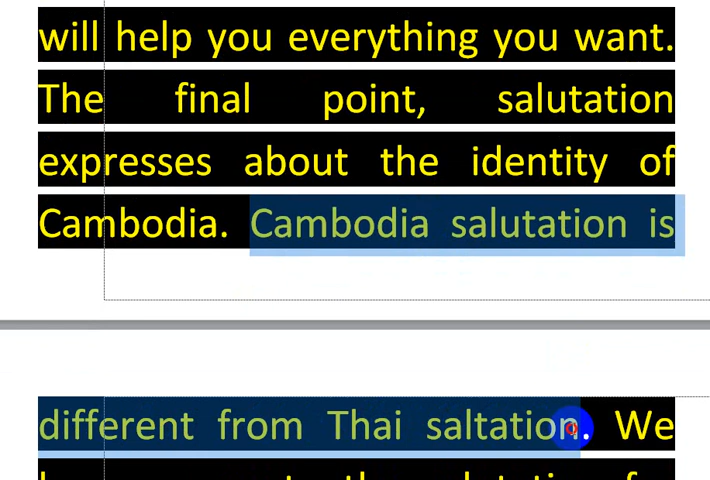 will help you everything you want.
The final point, salutation
expresses about the identity of
Cambodia. Cambodia salutation is
different from Thai saltation. We